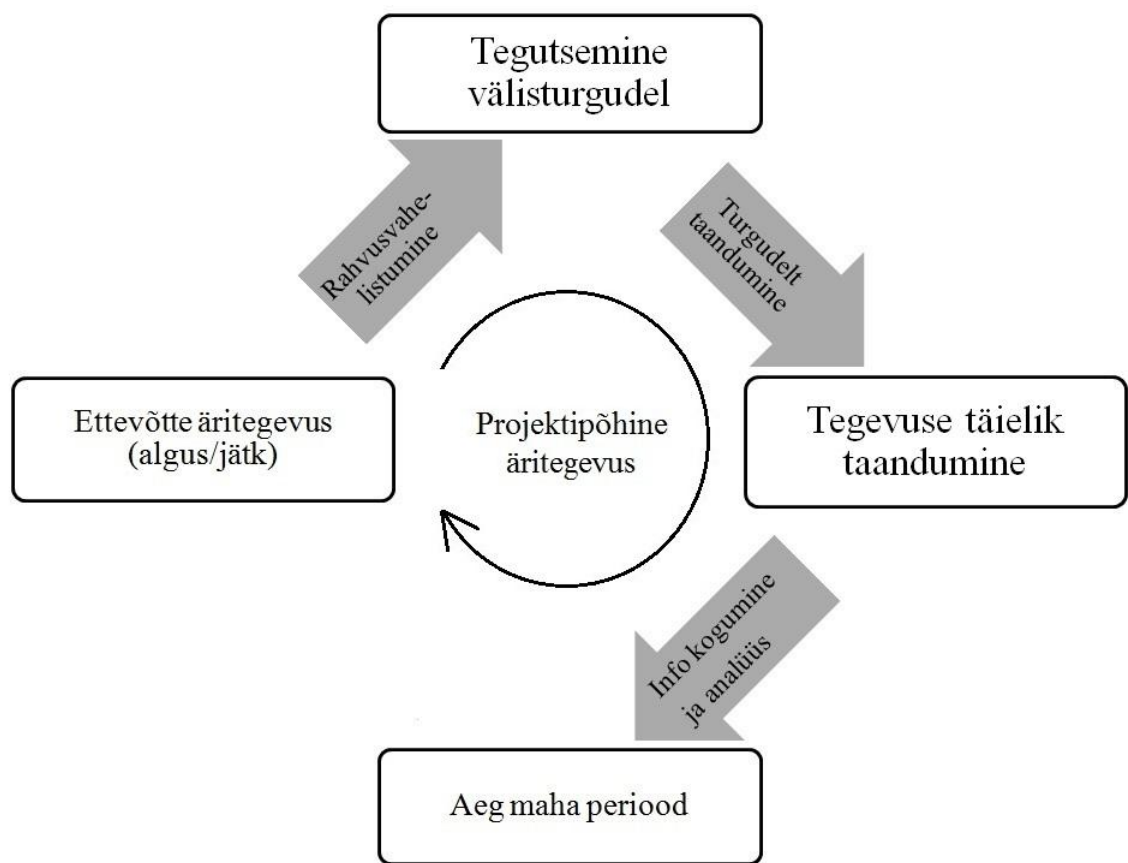 Tegutsemine
välisturgudel
Rahvusvahe-
listumine
Turgudelt
taandumine
Ettevõtte äritegevus
(algus/jätk)
Projektipõhine
äritegevus
Tegevuse täielik
taandumine
Info kogumine
ja analüüs
Aeg maha periood